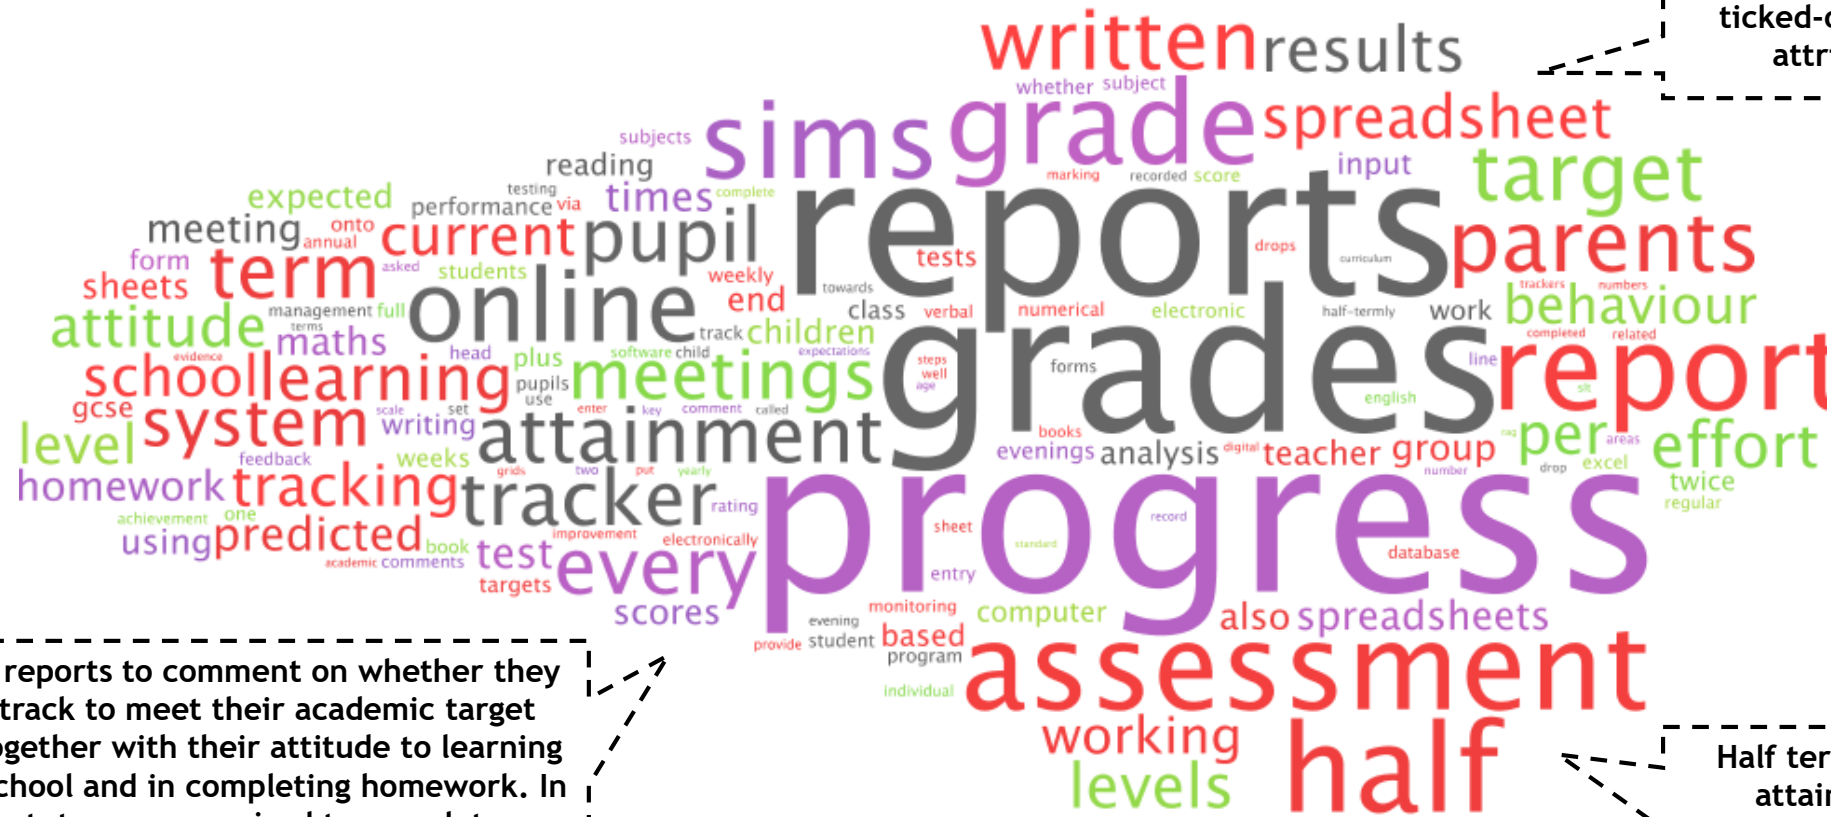 ticked-
attr
written results
whether subject
sims grade spreadsheet
subjects
reading
marking recorded score
input
target
expected
testing
performance via
times complete
reports
meeting
onto
annual
current pupil
tests
drops
curriculum
parents
form
sheets
term
asked
students
weekly
end
towards
online
class verbal numerical electronic half-termly work
trackers numbers
behaviour
attitude
management full
terms
maths
track children
grades
completed related
evidence
school learning
head
plus
software child
expectations
pupils
use
meetings
steps
well
age
forms
english
line
report
slt
gcse
system
scale
set
writing
enter key comment called
attainment
books
evenings analysis digital teacher group
rag
per
areas
effort
level
feedback
weeks
grids two put yearly
number
drop
excel
twice
regular
homework tracking tracker rating
progress
achievement one
using predicted
book
academic comments
test
targets
improvement
every
electronically
sheet
standard
record
database
entry
scores
monitoring
computer
also spreadsheets
evening
provide student based
program
individual
assessment
working
levels
half
reports to comment on whether they
track to meet their academic target
ogether with their attitude to learning
chool and in completing homework. In
Half ter
attain